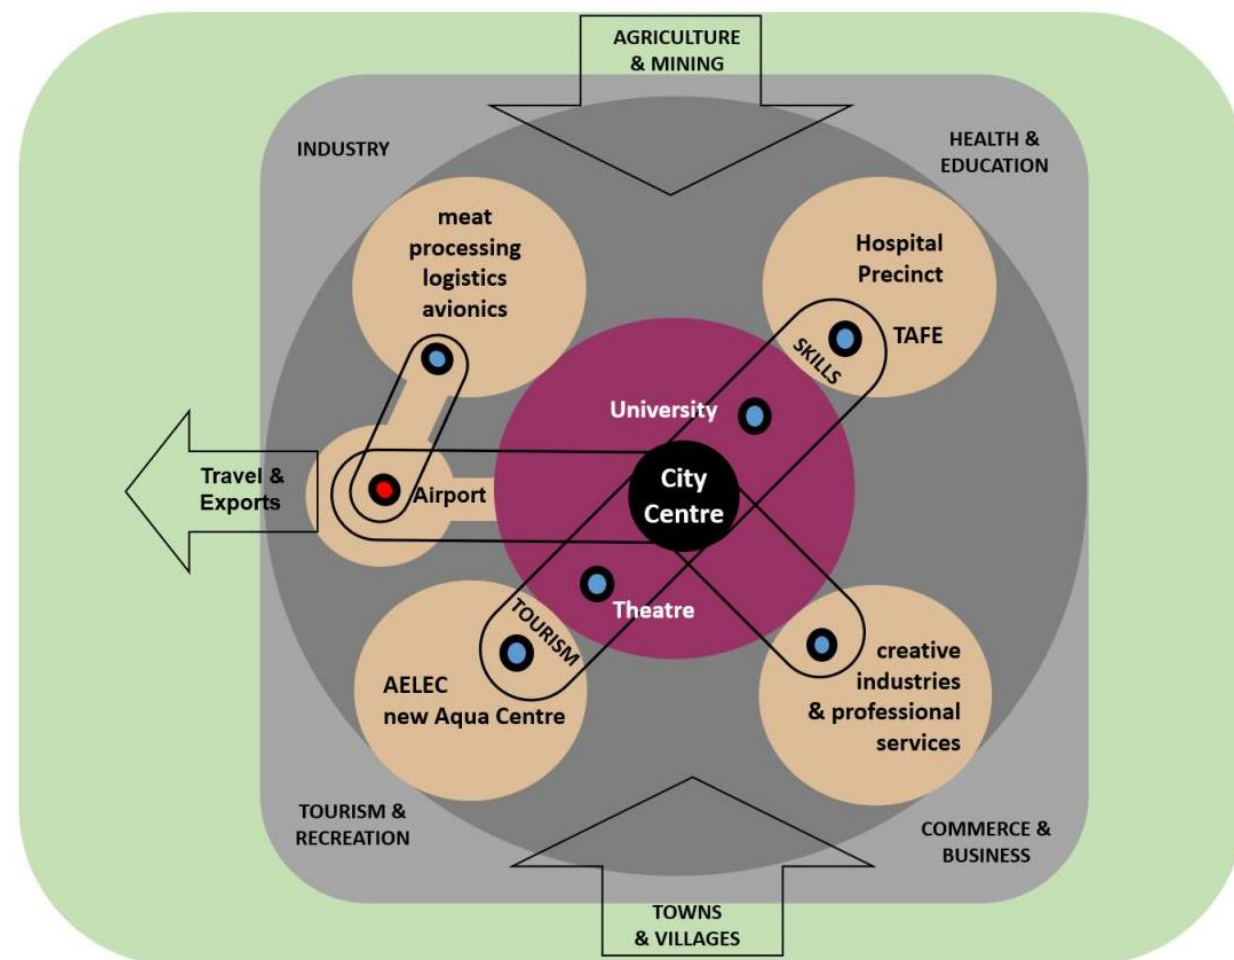 AGRICULTURE
& MINING
INDUSTRY
HEALTH &
EDUCATION
meat
processing
logistics
avionics
Hospital
Precinct
TAFE
SKILLS
University
City
Centre
Travel &
Exports
Airport
Theatre
TOURISM
AELEC
new Aqua Centre
creative
industries
& professional
services
TOURISM &
RECREATION
COMMERCE &
BUSINESS
TOWNS
& VILLAGES